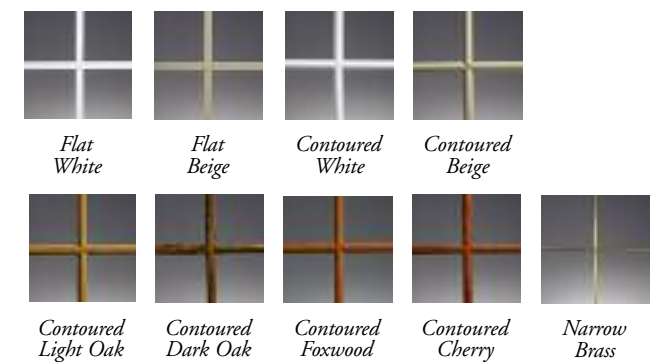 Flat
White
Flat
Beige
Contoured
White
Contoured
Beige
Contoured
Light Oak
Contoured
Dark Oak
Contoured
Foxwood
Contoured
Cherry
Narrow
Brass